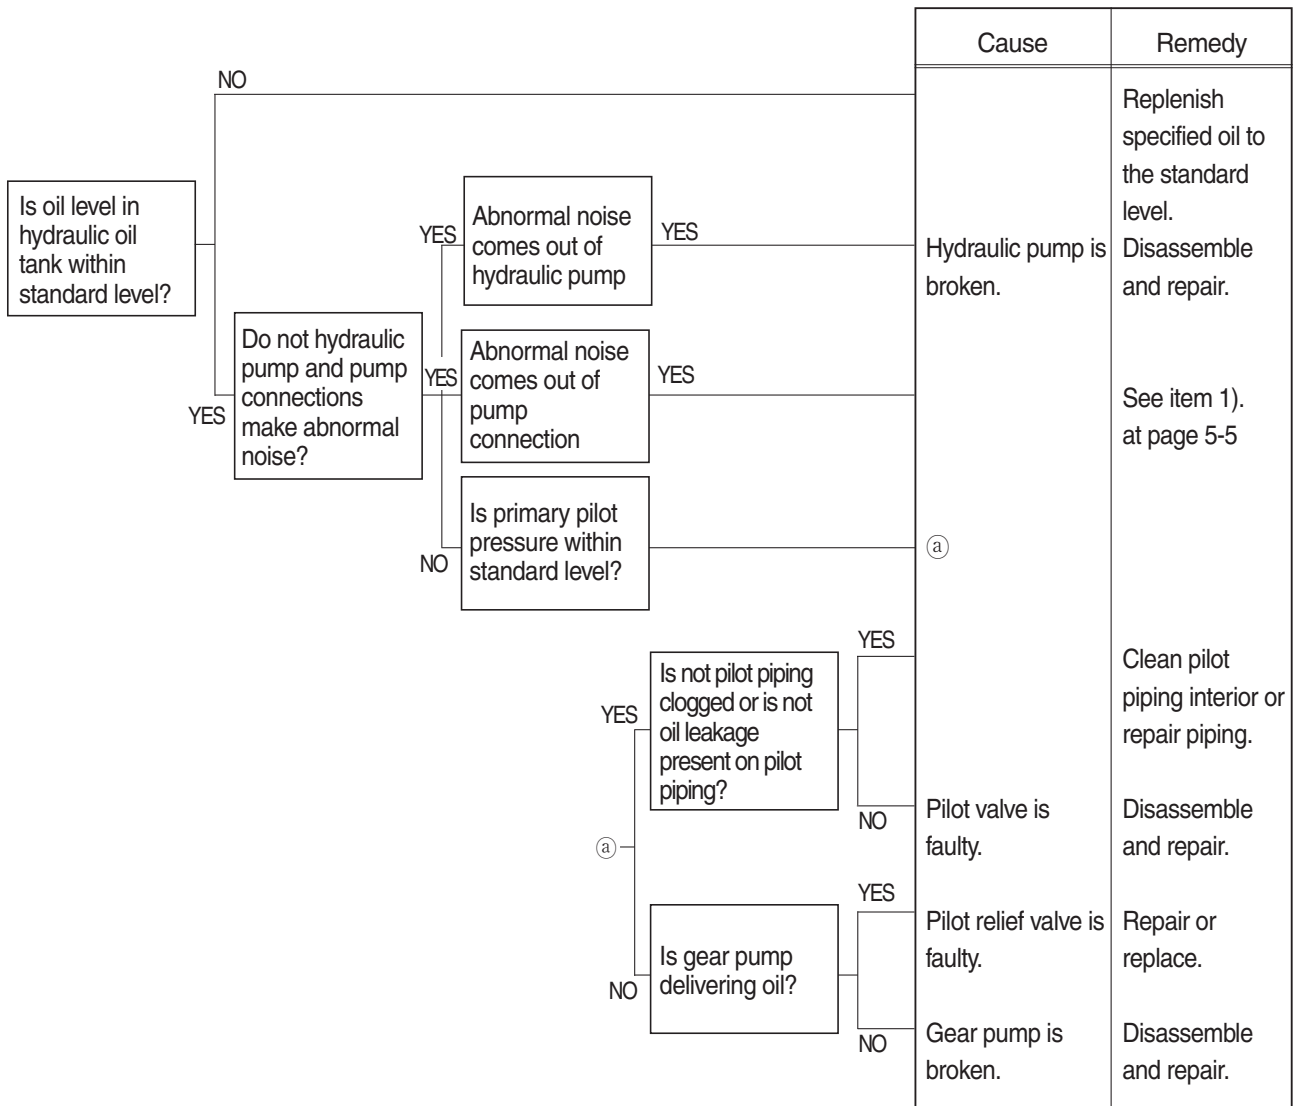 Cause
Remedy
NO
Replenish
specified oil to
the standard
level.
Is oil level in
hydraulic oil
tank within
standard level?
YES
Abnormal noise
comes out of
hydraulic pump
YES
Hydraulic pump is
broken.
Disassemble
and repair.
YES
Do not hydraulic
pump and pump
connections
make abnormal
noise?
YES
Abnormal noise
comes out of
pump
connection
YES
See item 1).
at page 5-5
NO
Is primary pilot
pressure within
standard level?
ⓐ
ⓐ
YES
Is not pilot piping
clogged or is not
oil leakage
present on pilot
piping?
YES
Clean pilot
piping interior or
repair piping.
NO
Pilot valve is
faulty.
Disassemble
and repair.
NO
Is gear pump
delivering oil?
YES
Pilot relief valve is
faulty.
Repair or
replace.
NO
Gear pump is
broken.
Disassemble
and repair.